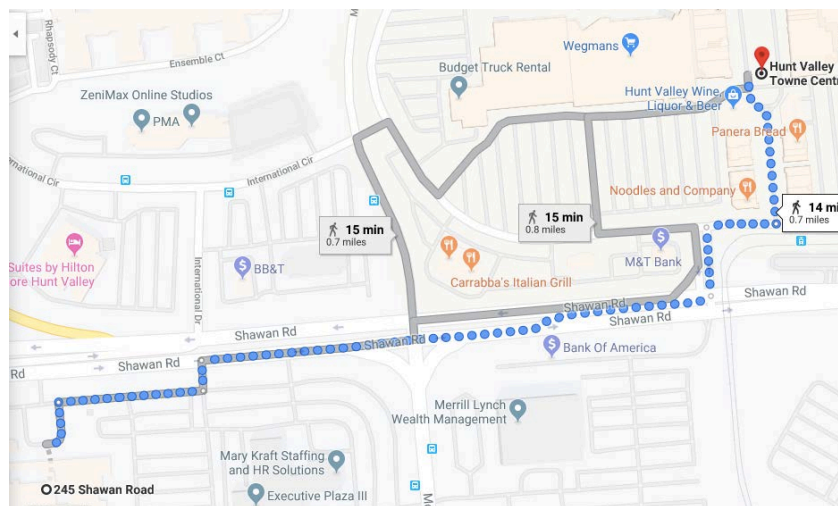 Rhapsody Ct
Ensemble Ct
ZeniMax Online Studios
PMA
Budget Truck Rental
Wegmans
Hunt Valley
Towne Centr
Hunt Valley Wine,
Liquor & Beer
Panera Bread
Noodles and Company
International Cir
International Cir
15 min
0.7 miles
15 min
0.8 miles
14 mi
0.7 miles
Suites by Hilton
ore Hunt Valley
BB&T
International Dr
Carrabba's Italian Grill
M&T Bank
Shawan Rd
Shawan Rd
Shawan Rd
Shawan Rd
Shawan Rd
Shawan Rd
Rd
Bank Of America
Merrill Lynch
Wealth Management
Mary Kraft Staffing
and HR Solutions
Executive Plaza III
245 Shawan Road